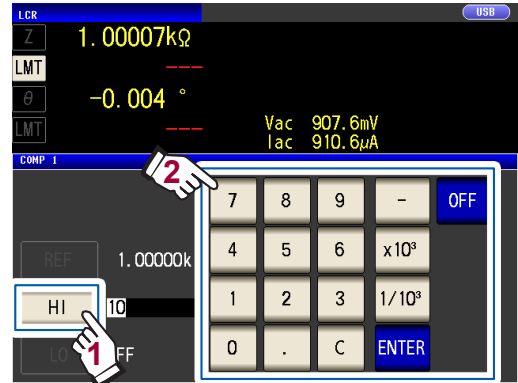 LCR USB
Z 1.00007kΩ
LMT ---
θ -0.004 °
LMT ---
Vac 907.6mV
Iac 910.6μA
COMP 1
2
7 8 9 - OFF
REF 1.00000k 4 5 6 x10³
HI 10 1 2 3 1/10³
LO 1 FF 0 . C ENTER